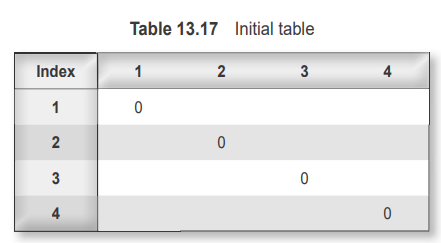 Table 13.17 Initial table
Index 1 2 3 4
1 0
2 0
3 0
4 0